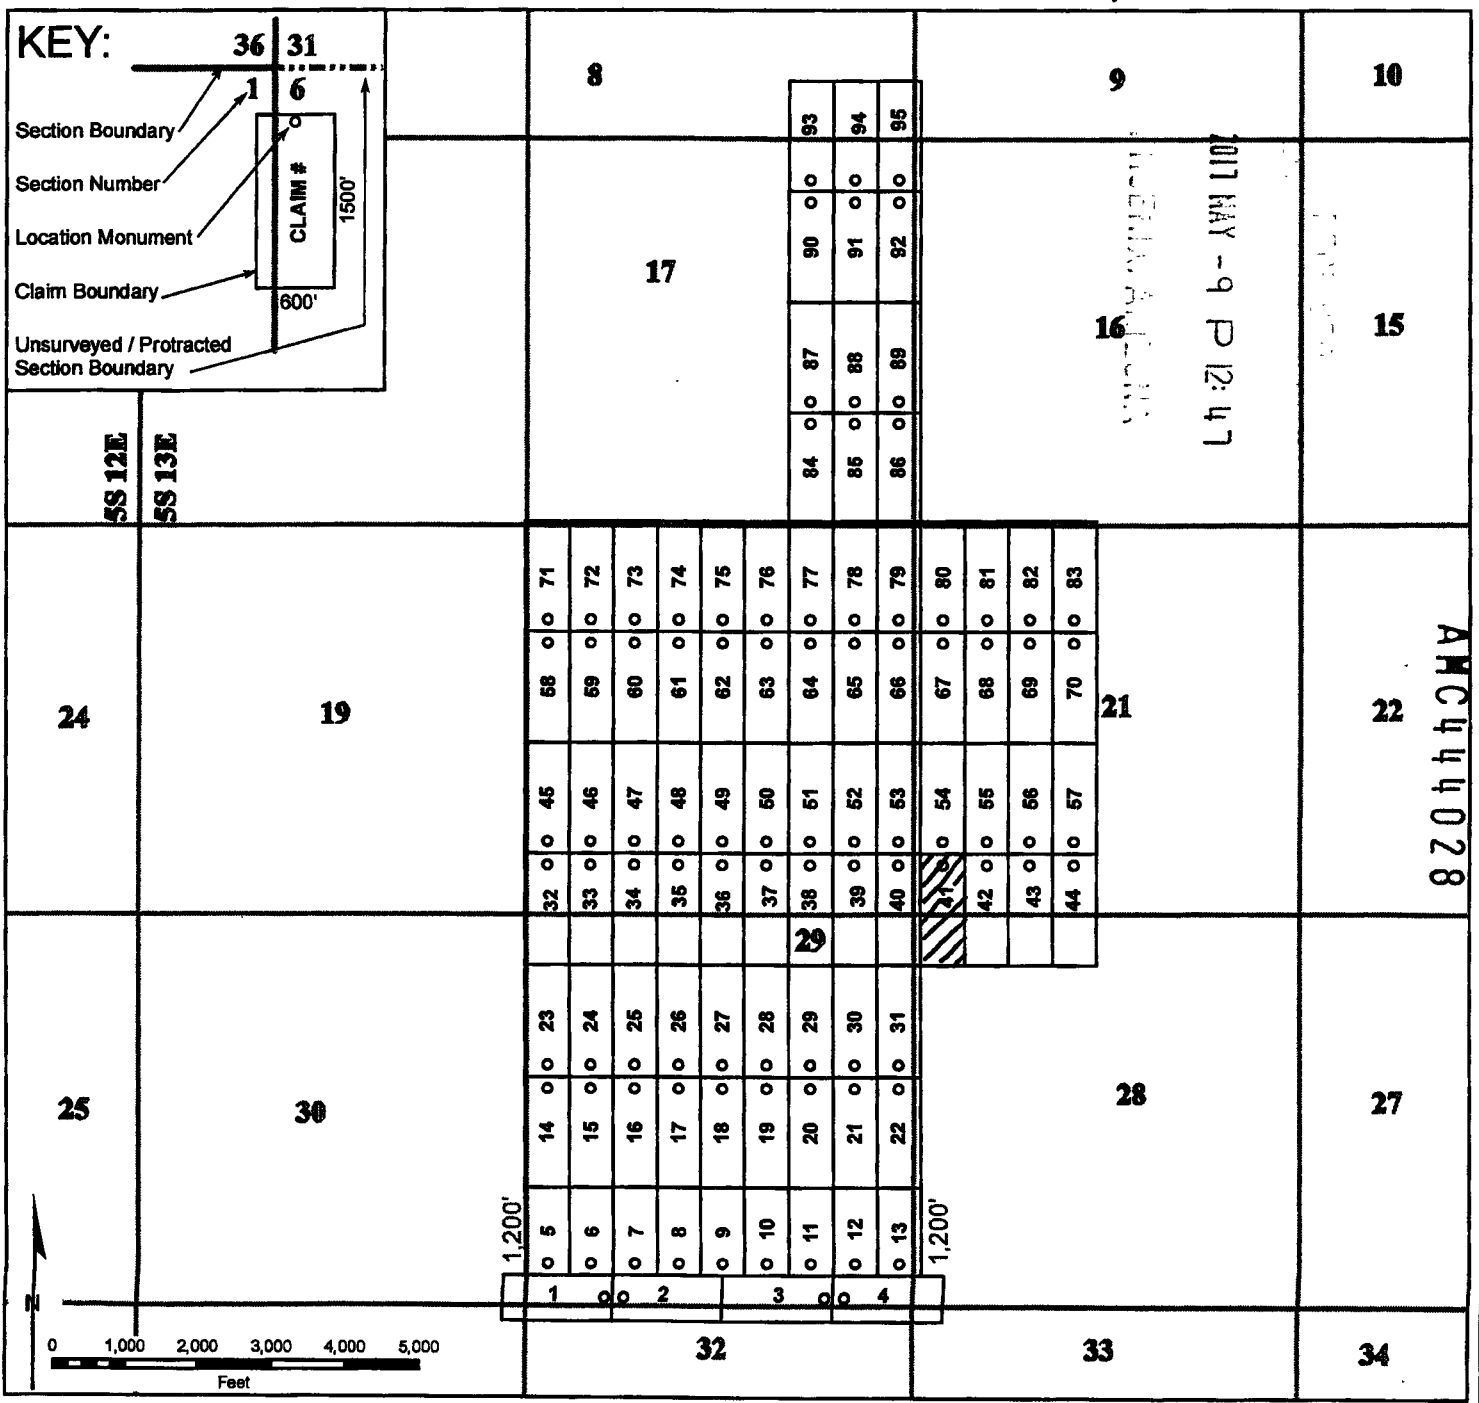 KEY:
36 31
1 6
Section Boundary
Section Number
Location Monument
Claim Boundary
Unsurveyed / Protracted
Section Boundary
CLAIM #
1500'
600'
8 9 10
93 94 95
17 16 15
90 91 92
87 88 89
84 85 86
2017 MAY -9 P 12:47
5S 12E
5S 13E
71 72 73 74 75 76 77 78 79 80 81 82 83
58 59 60 61 62 63 64 65 66 67 68 69 70
24 19 21 22
45 46 47 48 49 50 51 52 53 54 55 56 57
32 33 34 35 36 37 38 39 40 41 42 43 44
AMC444028
29
23 24 25 26 27 28 29 30 31
25 30 28 27
14 15 16 17 18 19 20 21 22
1,200' 5 6 7 8 9 10 11 12 13 1,200'
1 2 3 4
N
32 33 34
0 1,000 2,000 3,000 4,000 5,000
Feet